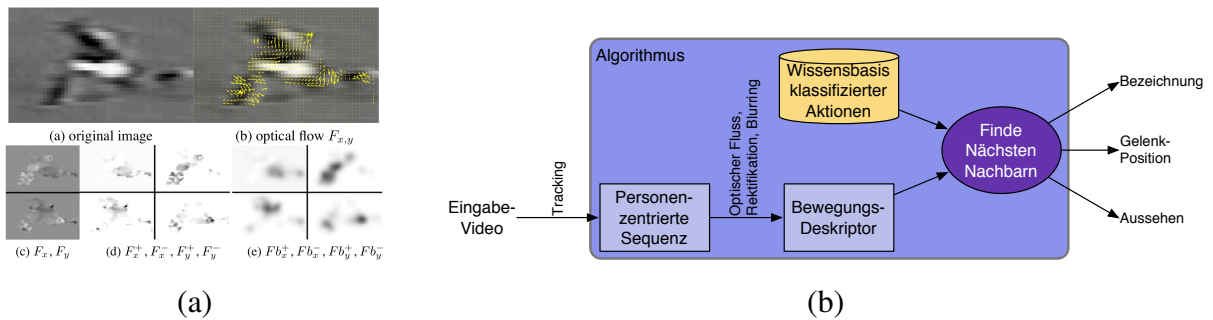 (a) original image
(b) optical flow $F_{x,y}$
(c) $F_x, F_y$
(d) $F_x^+, F_x^-, F_y^+, F_y^-$
(e) $Fb_x^+, Fb_x^-, Fb_y^+, Fb_y^-$
(a)
Algorithmus
Wissensbasis
klassifizierter
Aktionen
Finde
Nächsten
Nachbarn
Bezeichnung
Gelenk-
Position
Aussehen
Eingabe-
Video
Tracking
Personen-
zentrierte
Sequenz
Optischer Fluss,
Rektifikation, Blurring
Bewegungs-
Deskriptor
(b)